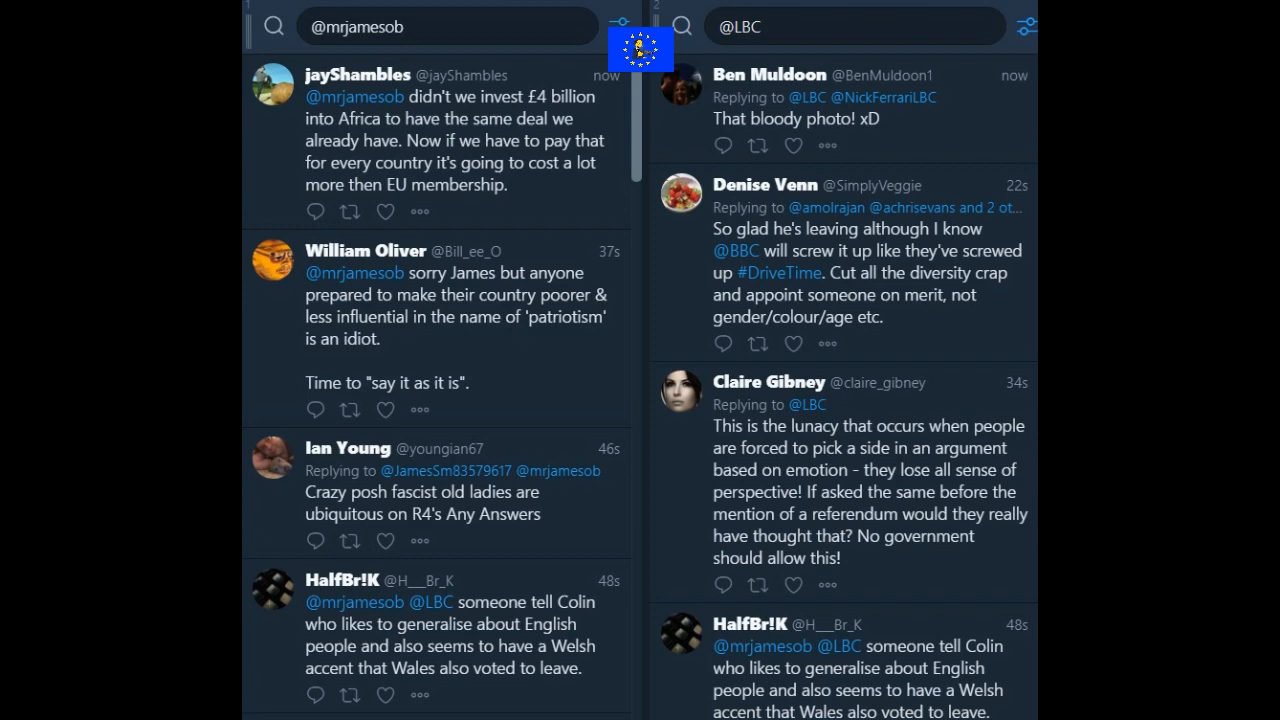 1
@mrjamesob
jayShambles @jayShambles now
@mrjamesob didn't we invest £4 billion
into Africa to have the same deal we
already have. Now if we have to pay that
for every country it's going to cost a lot
more then EU membership.
William Oliver @Bill_ee_O 37s
@mrjamesob sorry James but anyone
prepared to make their country poorer &
less influential in the name of 'patriotism'
is an idiot.
Time to "say it as it is".
Ian Young @youngian67 46s
Replying to @JamesSm83579617 @mrjamesob
Crazy posh fascist old ladies are
ubiquitous on R4's Any Answers
HalfBr!K @H___Br_K 48s
@mrjamesob @LBC someone tell Colin
who likes to generalise about English
people and also seems to have a Welsh
accent that Wales also voted to leave.
2
@LBC
Ben Muldoon @BenMuldoon1 now
Replying to @LBC @NickFerrariLBC
That bloody photo! xD
Denise Venn @SimplyVeggie 22s
Replying to @amolrajan @achrisevans and 2 ot...
So glad he's leaving although I know
@BBC will screw it up like they've screwed
up #DriveTime. Cut all the diversity crap
and appoint someone on merit, not
gender/colour/age etc.
Claire Gibney @claire_gibney 34s
Replying to @LBC
This is the lunacy that occurs when people
are forced to pick a side in an argument
based on emotion - they lose all sense of
perspective! If asked the same before the
mention of a referendum would they really
have thought that? No government
should allow this!
HalfBr!K @H___Br_K 48s
@mrjamesob @LBC someone tell Colin
who likes to generalise about English
people and also seems to have a Welsh
accent that Wales also voted to leave.